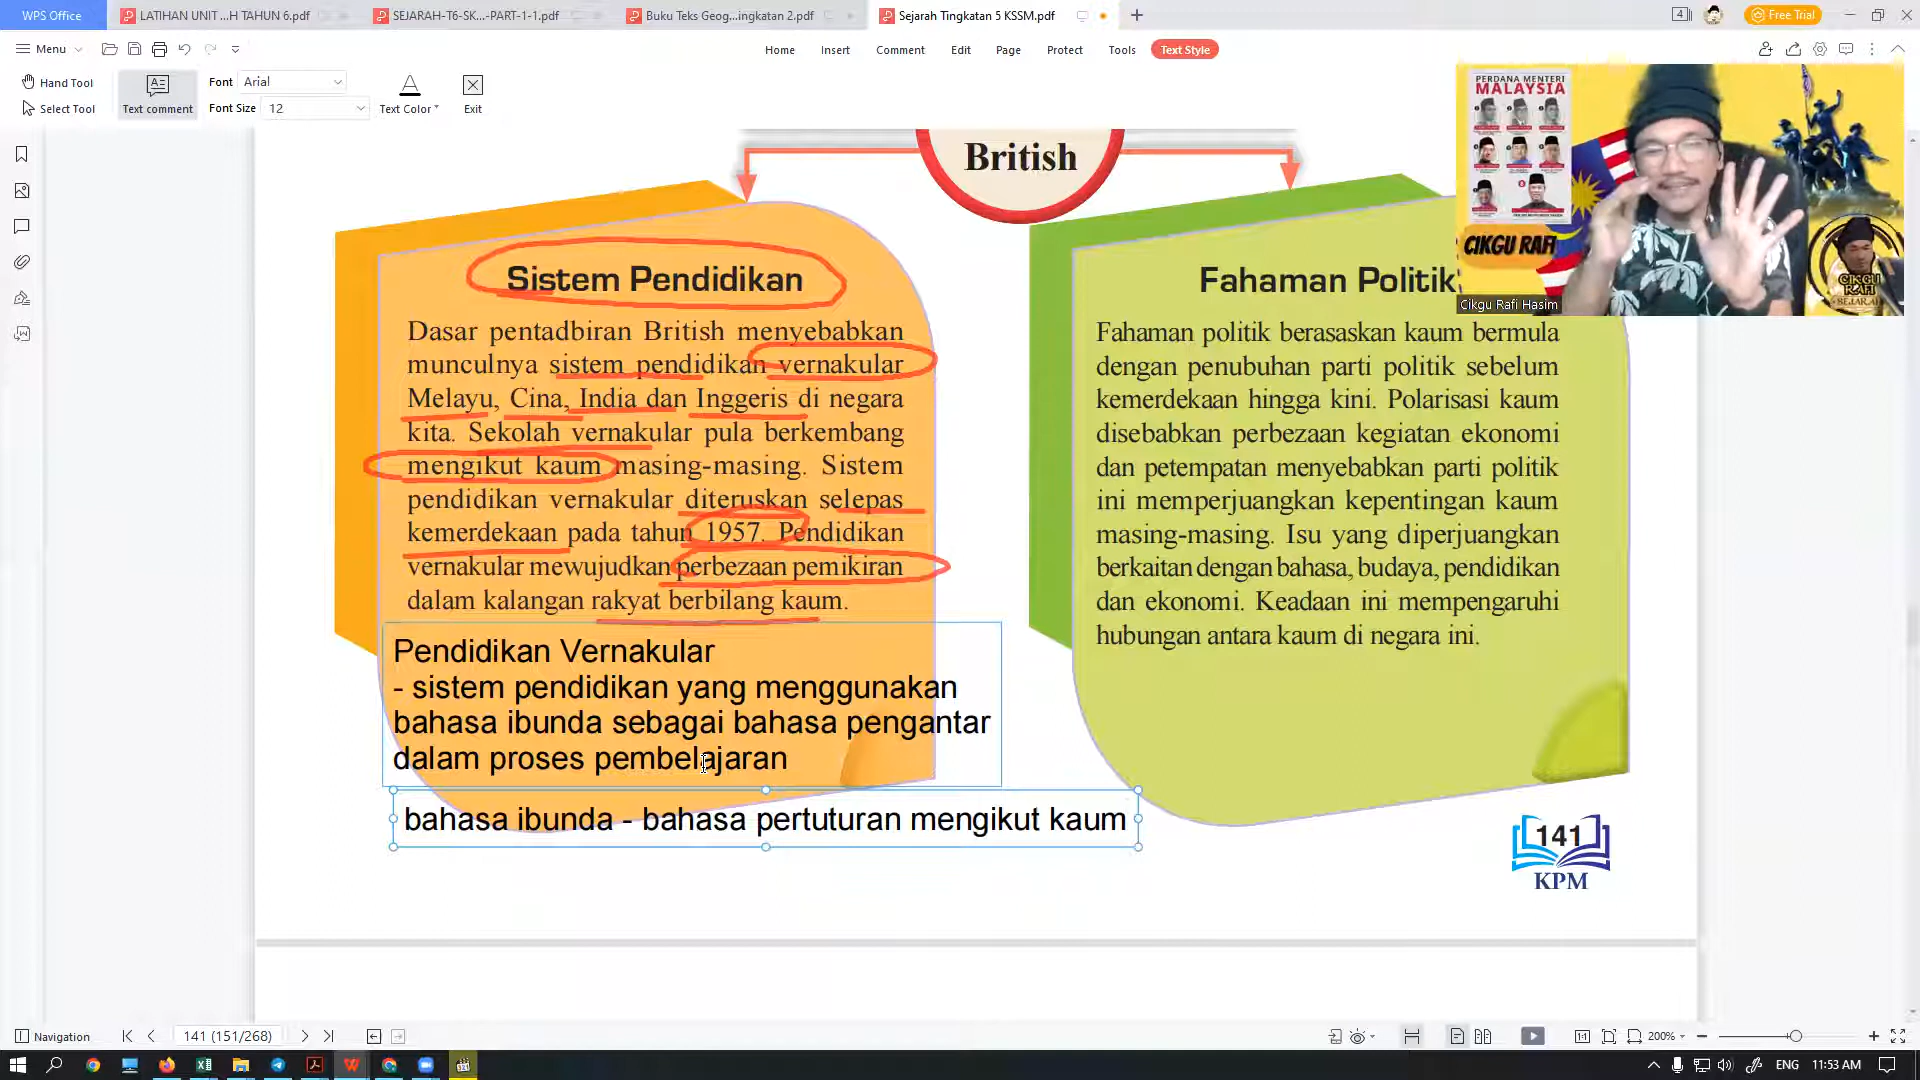 WPS Office
LATIHAN UNIT ...H TAHUN 6.pdf
SEJARAH-T6-SK...-PART-1-1.pdf
Buku Teks Geog...ingkatan 2.pdf
Sejarah Tingkatan 5 KSSM.pdf
4
Free Trial
Menu
Home
Insert
Comment
Edit
Page
Protect
Tools
Text Style
Hand Tool
Select Tool
Text comment
Font Arial
Font Size 12
Text Color
Exit
PERDANA MENTERI
MALAYSIA
CIKGU RAFI
CIKGU
RAFI
SEJARAH
Cikgu Rafi Hasim
British
Sistem Pendidikan
Dasar pentadbiran British menyebabkan
munculnya sistem pendidikan vernakular
Melayu, Cina, India dan Inggeris di negara
kita. Sekolah vernakular pula berkembang
mengikut kaum masing-masing. Sistem
pendidikan vernakular diteruskan selepas
kemerdekaan pada tahun 1957. Pendidikan
vernakular mewujudkan perbezaan pemikiran
dalam kalangan rakyat berbilang kaum.
Pendidikan Vernakular
- sistem pendidikan yang menggunakan
bahasa ibunda sebagai bahasa pengantar
dalam proses pembelajaran
bahasa ibunda - bahasa pertuturan mengikut kaum
Fahaman Politik
Fahaman politik berasaskan kaum bermula
dengan penubuhan parti politik sebelum
kemerdekaan hingga kini. Polarisasi kaum
disebabkan perbezaan kegiatan ekonomi
dan petempatan menyebabkan parti politik
ini memperjuangkan kepentingan kaum
masing-masing. Isu yang diperjuangkan
berkaitan dengan bahasa, budaya, pendidikan
dan ekonomi. Keadaan ini mempengaruhi
hubungan antara kaum di negara ini.
141
KPM
Navigation
141 (151/268)
200%
ENG
11:53 AM